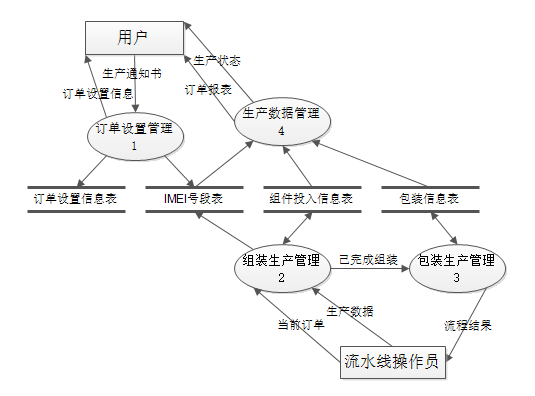 用户
生产状态
生产通知书
订单报表
订单设置信息
生产数据管理
4
订单设置管理
1
订单设置信息表
IMEI号段表
组件投入信息表
包装信息表
组装生产管理
2
已完成组装
包装生产管理
3
生产数据
当前订单
流程结果
流水线操作员